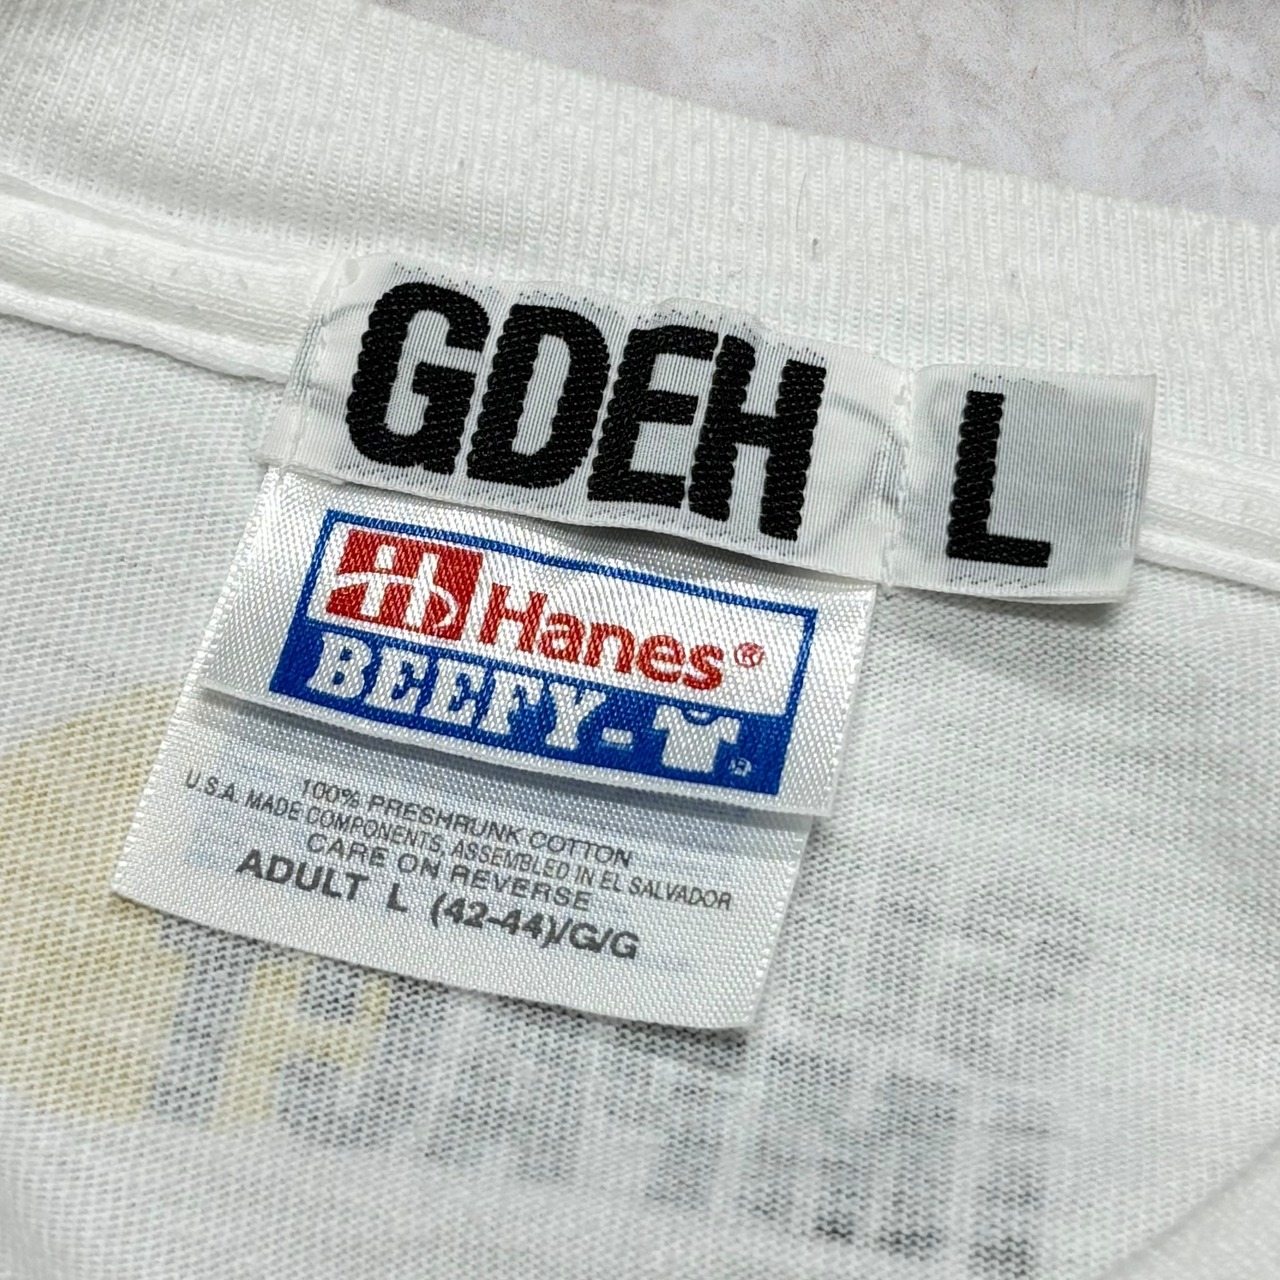 GDEH L
Hanes®
BEEFY-T®
100% PRESHRUNK COTTON
U.S.A. MADE COMPONENTS, ASSEMBLED IN EL SALVADOR
CARE ON REVERSE
ADULT L (42-44)/G/G